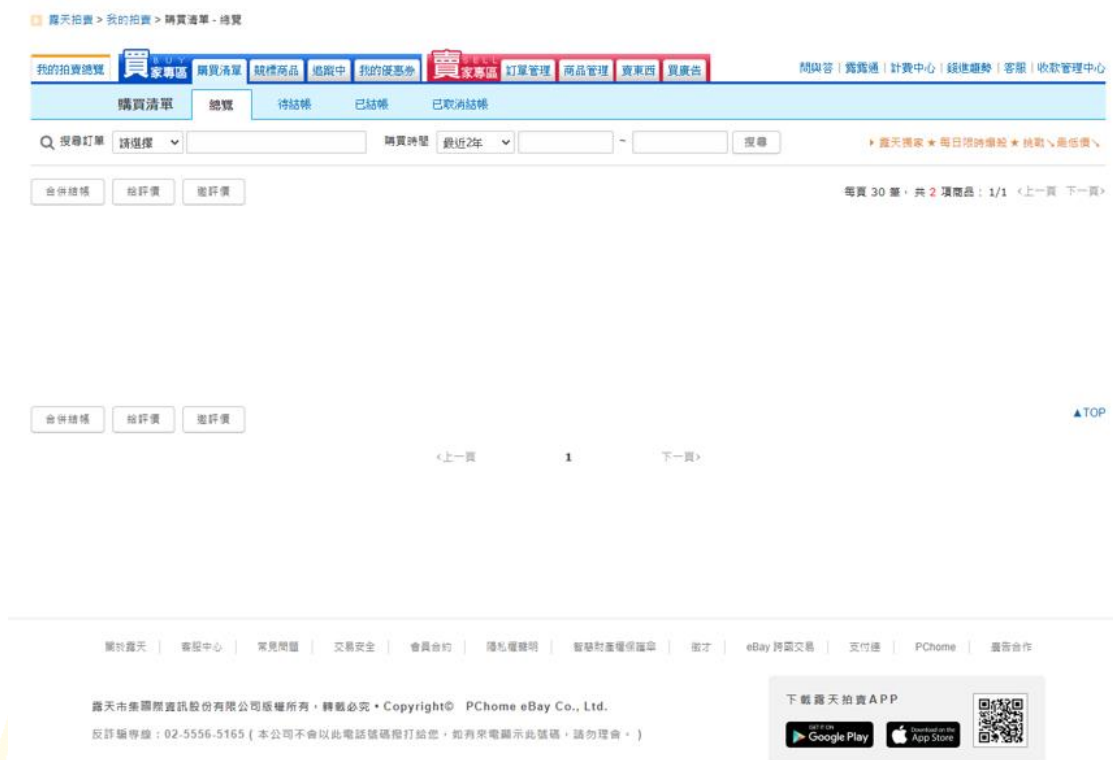 露天拍賣 > 我的拍賣 > 購買清單 - 總覽
我的拍賣總覽 買 BUY 家專區 購買清單 競標商品 追蹤中 我的優惠券 賣 SELL 家專區 訂單管理 商品管理 賣東西 買廣告 問與答 | 露露通 | 計費中心 | 錢進趨勢 | 客服 | 收款管理中心
購買清單 總覽 待結帳 已結帳 已取消結帳
搜尋訂單 請選擇 購買時間 最近2年 ~ 搜尋 露天獨家 ★ 每日限時爆殺 ★ 挑戰↘最低價↘
合併結帳 給評價 邀評價 每頁 30 筆, 共 2 項商品: 1/1 <上一頁 下一頁>
合併結帳 給評價 邀評價 ▲TOP
<上一頁 1 下一頁>
關於露天 | 客服中心 | 常見問題 | 交易安全 | 會員合約 | 隱私權聲明 | 智慧財產權保護傘 | 徵才 | eBay 跨國交易 | 支付連 | PChome | 廣告合作
下載露天拍賣APP
露天市集國際資訊股份有限公司版權所有,轉載必究 • Copyright© PChome eBay Co., Ltd.
GET IT ON Google Play Download on the App Store
反詐騙專線:02-5556-5165 ( 本公司不會以此電話號碼撥打給您,如有來電顯示此號碼,請勿理會。)